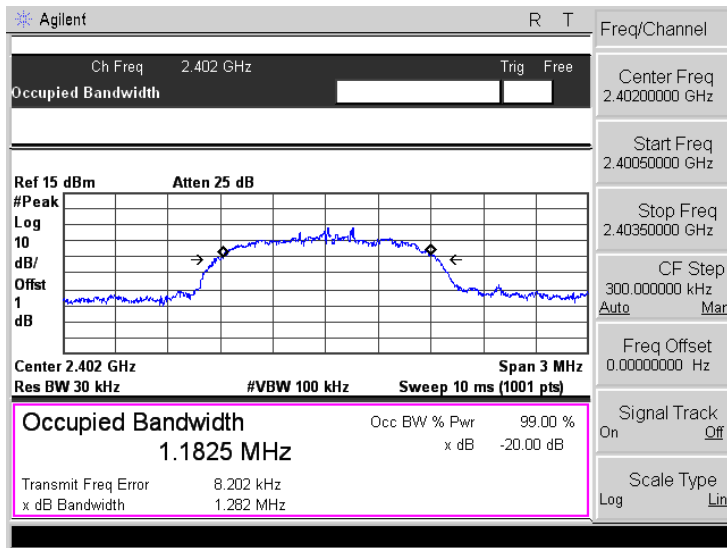 Agilent R T
Ch Freq 2.402 GHz Trig Free
Occupied Bandwidth
Ref 15 dBm Atten 25 dB
#Peak
Log
10
dB/
Offst
1
dB
Center 2.402 GHz Span 3 MHz
Res BW 30 kHz #VBW 100 kHz Sweep 10 ms (1001 pts)
Occupied Bandwidth
1.1825 MHz
Occ BW % Pwr 99.00 %
x dB -20.00 dB
Transmit Freq Error 8.202 kHz
x dB Bandwidth 1.282 MHz
Freq/Channel
Center Freq
2.40200000 GHz
Start Freq
2.40050000 GHz
Stop Freq
2.40350000 GHz
CF Step
300.000000 kHz
Auto Man
Freq Offset
0.00000000 Hz
Signal Track
On Off
Scale Type
Log Lin